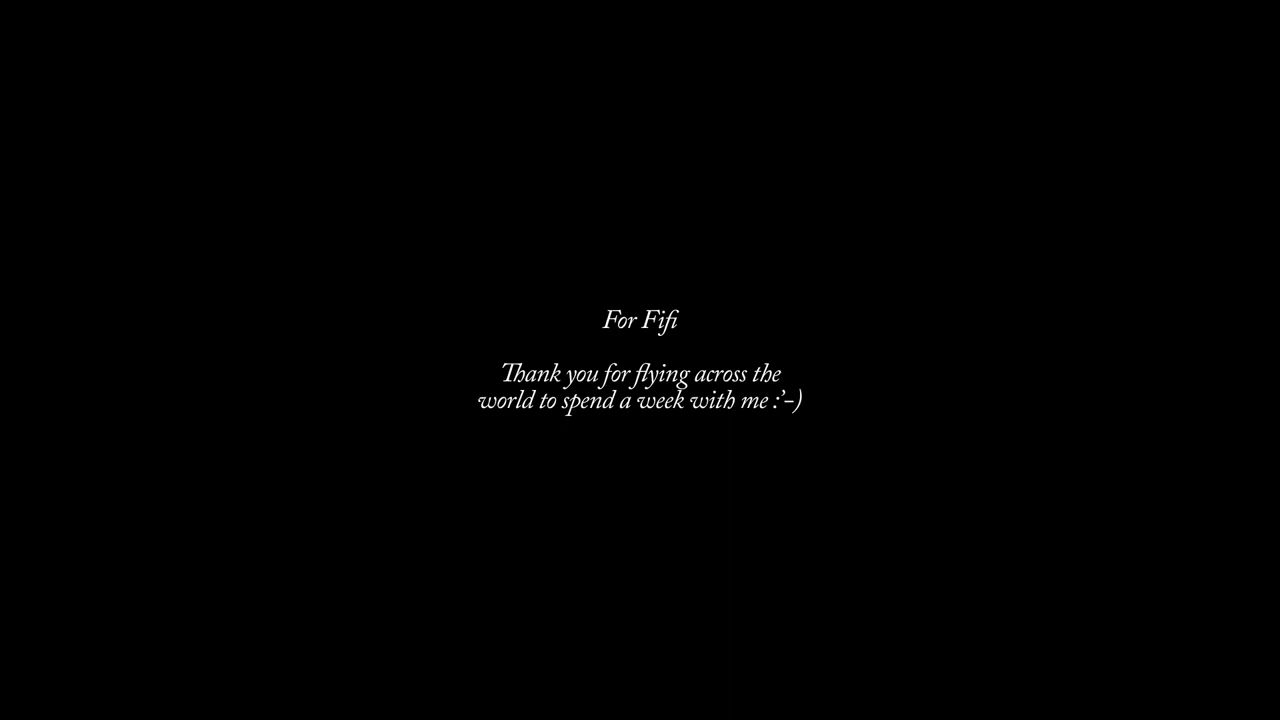 For Fifi
Thank you for flying across the
world to spend a week with me :’-)